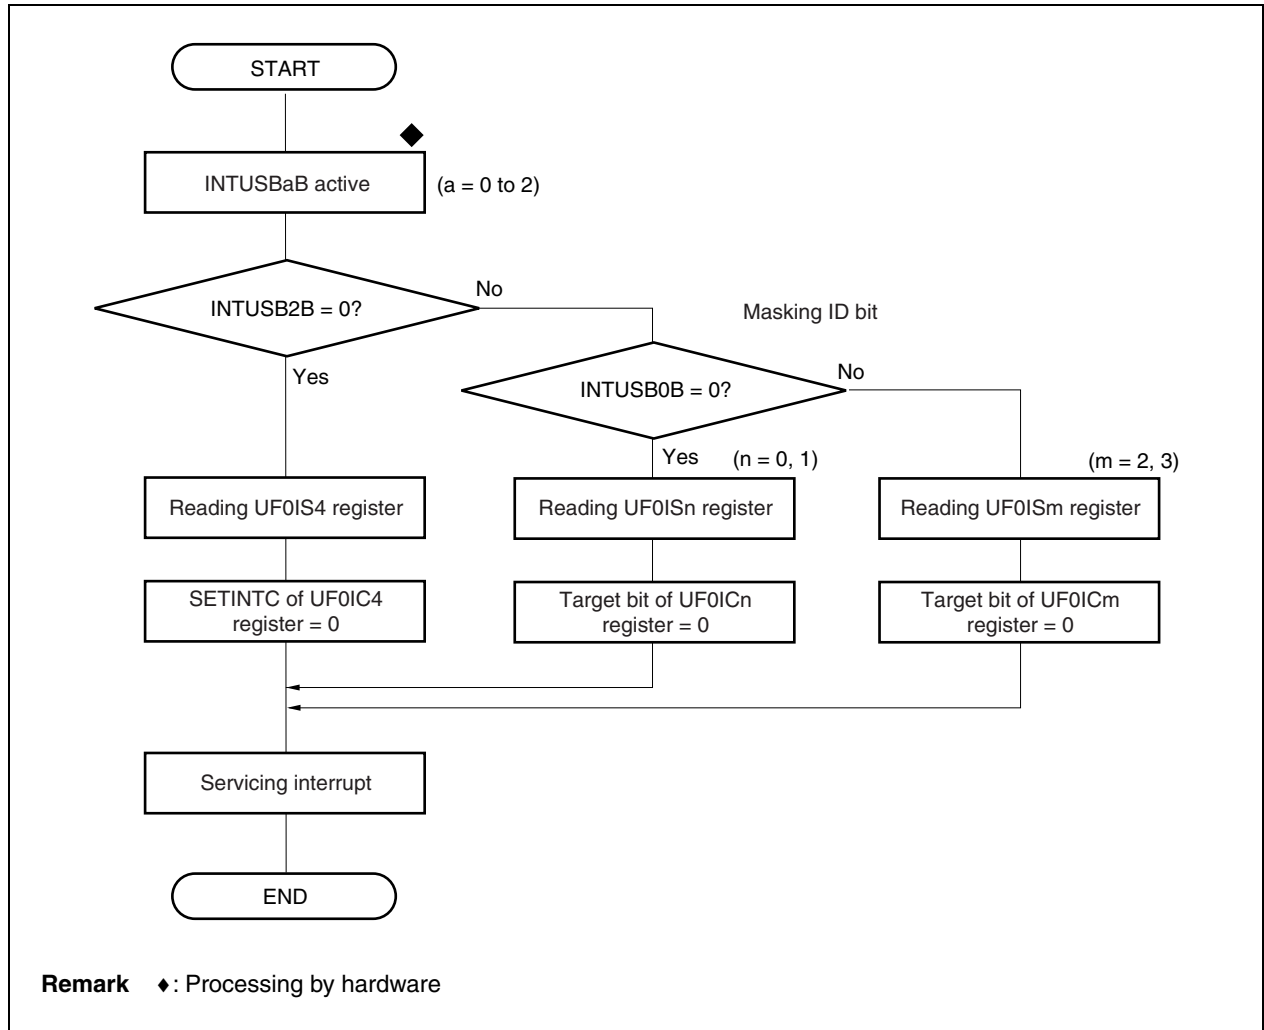 START
◆
INTUSBaB active
(a = 0 to 2)
INTUSB2B = 0?
No
Masking ID bit
Yes
INTUSB0B = 0?
No
Yes
(n = 0, 1)
(m = 2, 3)
Reading UF0IS4 register
Reading UF0ISn register
Reading UF0ISm register
SETINTC of UF0IC4
register = 0
Target bit of UF0ICn
register = 0
Target bit of UF0ICm
register = 0
Servicing interrupt
END
Remark ♦: Processing by hardware